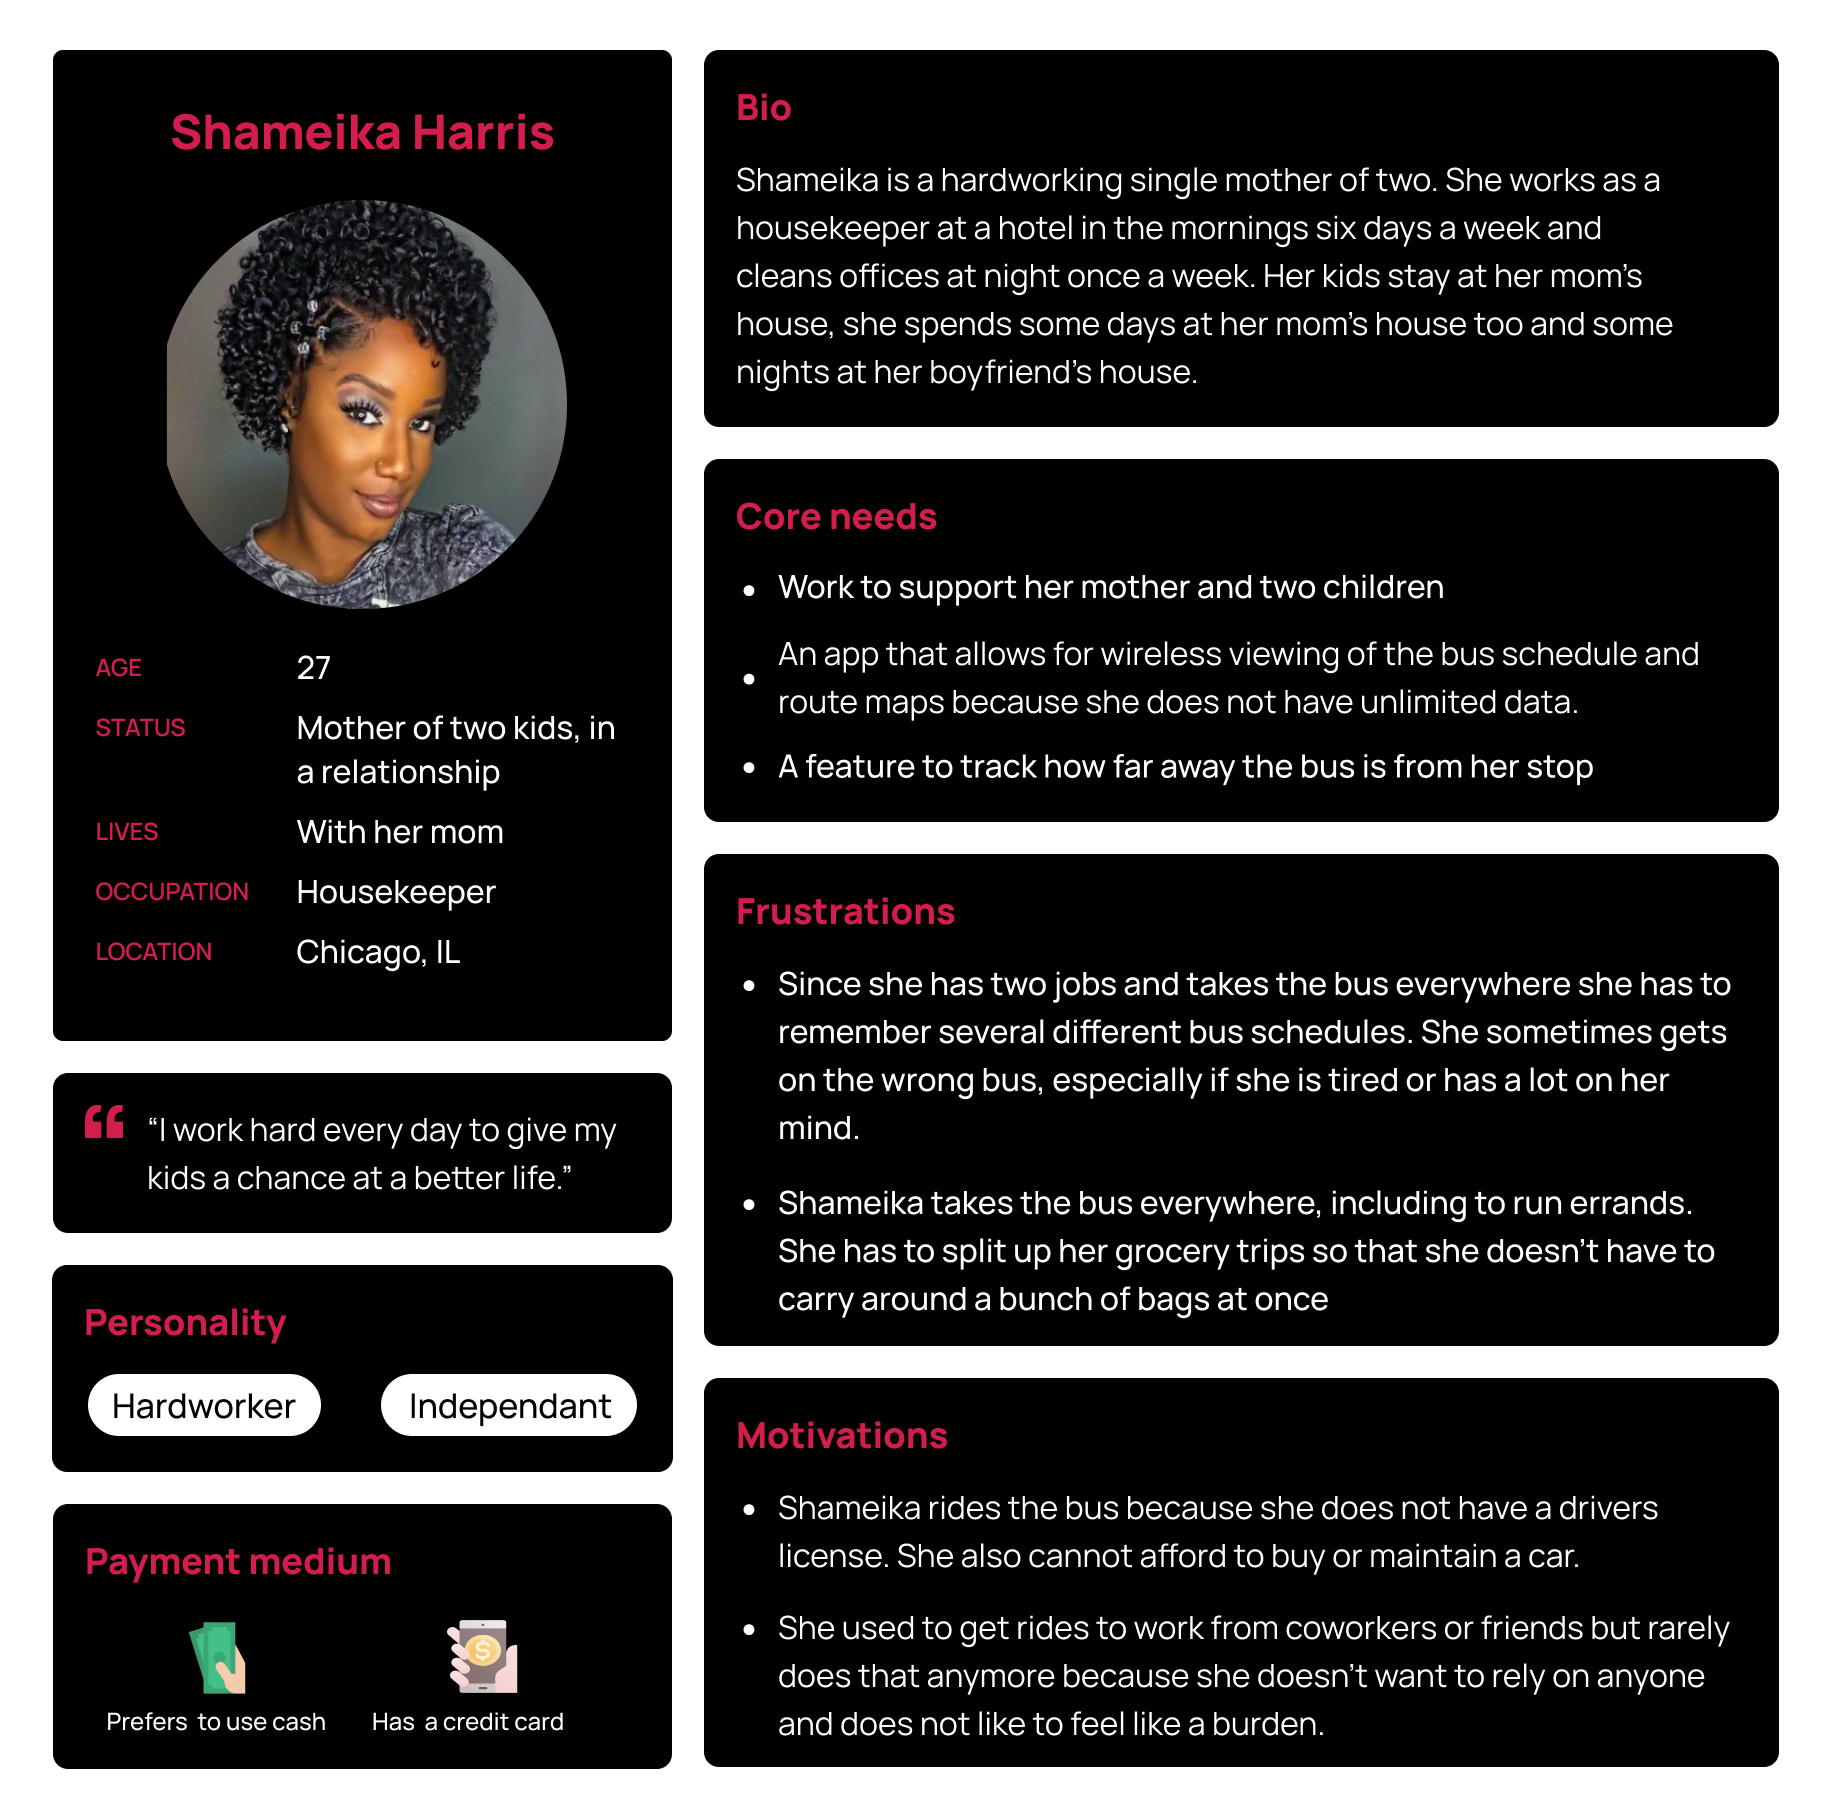 Shameika Harris
AGE 27
STATUS Mother of two kids, in
a relationship
LIVES With her mom
OCCUPATION Housekeeper
LOCATION Chicago, IL
“I work hard every day to give my
kids a chance at a better life.”
Personality
Hardworker Independant
Payment medium
Prefers to use cash Has a credit card
Bio
Shameika is a hardworking single mother of two. She works as a
housekeeper at a hotel in the mornings six days a week and
cleans offices at night once a week. Her kids stay at her mom’s
house, she spends some days at her mom’s house too and some
nights at her boyfriend’s house.
Core needs
• Work to support her mother and two children
• An app that allows for wireless viewing of the bus schedule and
route maps because she does not have unlimited data.
• A feature to track how far away the bus is from her stop
Frustrations
• Since she has two jobs and takes the bus everywhere she has to
remember several different bus schedules. She sometimes gets
on the wrong bus, especially if she is tired or has a lot on her
mind.
• Shameika takes the bus everywhere, including to run errands.
She has to split up her grocery trips so that she doesn’t have to
carry around a bunch of bags at once
Motivations
• Shameika rides the bus because she does not have a drivers
license. She also cannot afford to buy or maintain a car.
• She used to get rides to work from coworkers or friends but rarely
does that anymore because she doesn’t want to rely on anyone
and does not like to feel like a burden.